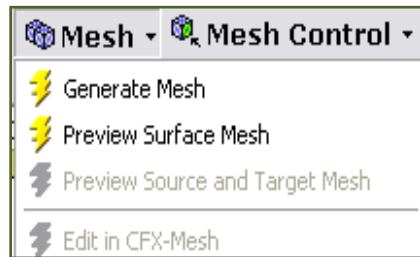 Mesh Mesh Control
Generate Mesh
Preview Surface Mesh
Preview Source and Target Mesh
Edit in CFX-Mesh